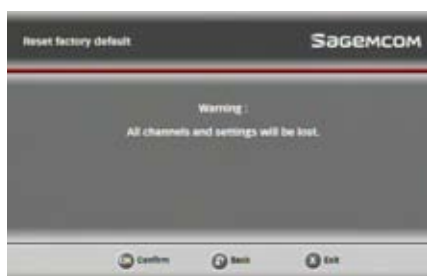 Reset factory default
SAGEMCOM
Warning :
All channels and settings will be lost.
Confirm
Back
Exit